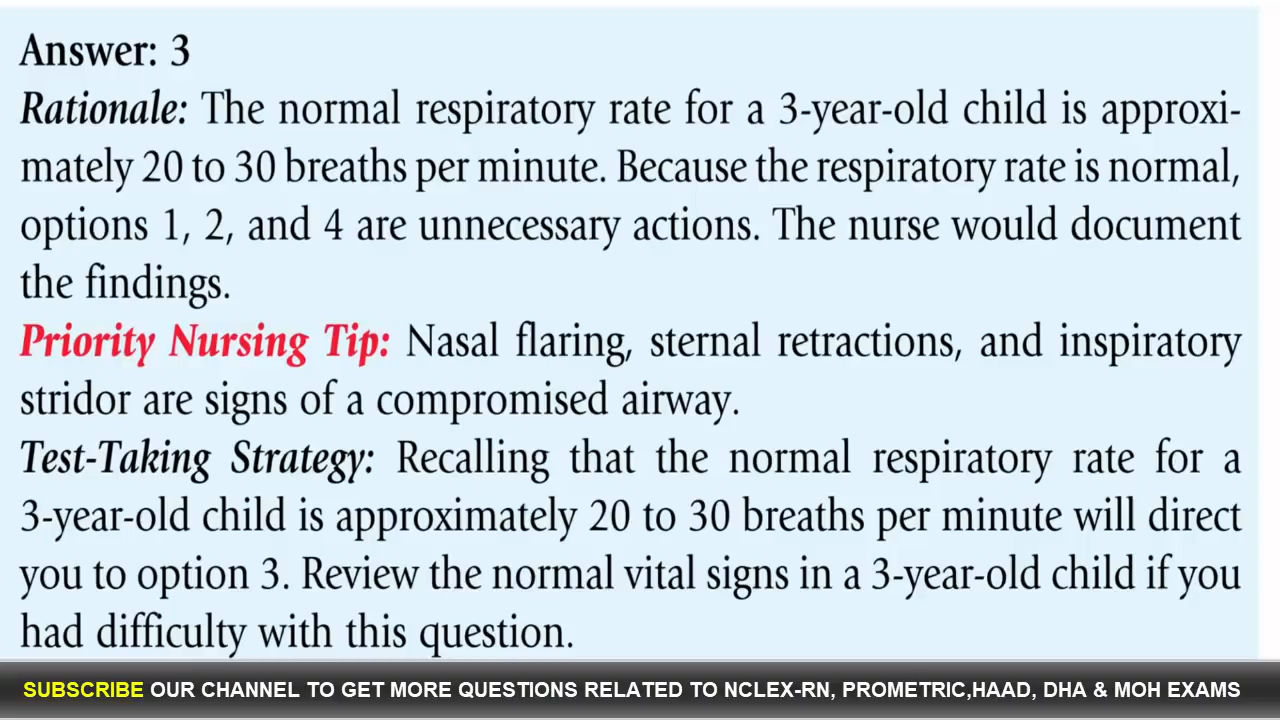 Answer: 3
Rationale: The normal respiratory rate for a 3-year-old child is approxi-
mately 20 to 30 breaths per minute. Because the respiratory rate is normal,
options 1, 2, and 4 are unnecessary actions. The nurse would document
the findings.
Priority Nursing Tip: Nasal flaring, sternal retractions, and inspiratory
stridor are signs of a compromised airway.
Test-Taking Strategy: Recalling that the normal respiratory rate for a
3-year-old child is approximately 20 to 30 breaths per minute will direct
you to option 3. Review the normal vital signs in a 3-year-old child if you
had difficulty with this question.
SUBSCRIBE OUR CHANNEL TO GET MORE QUESTIONS RELATED TO NCLEX-RN, PROMETRIC,HAAD, DHA & MOH EXAMS